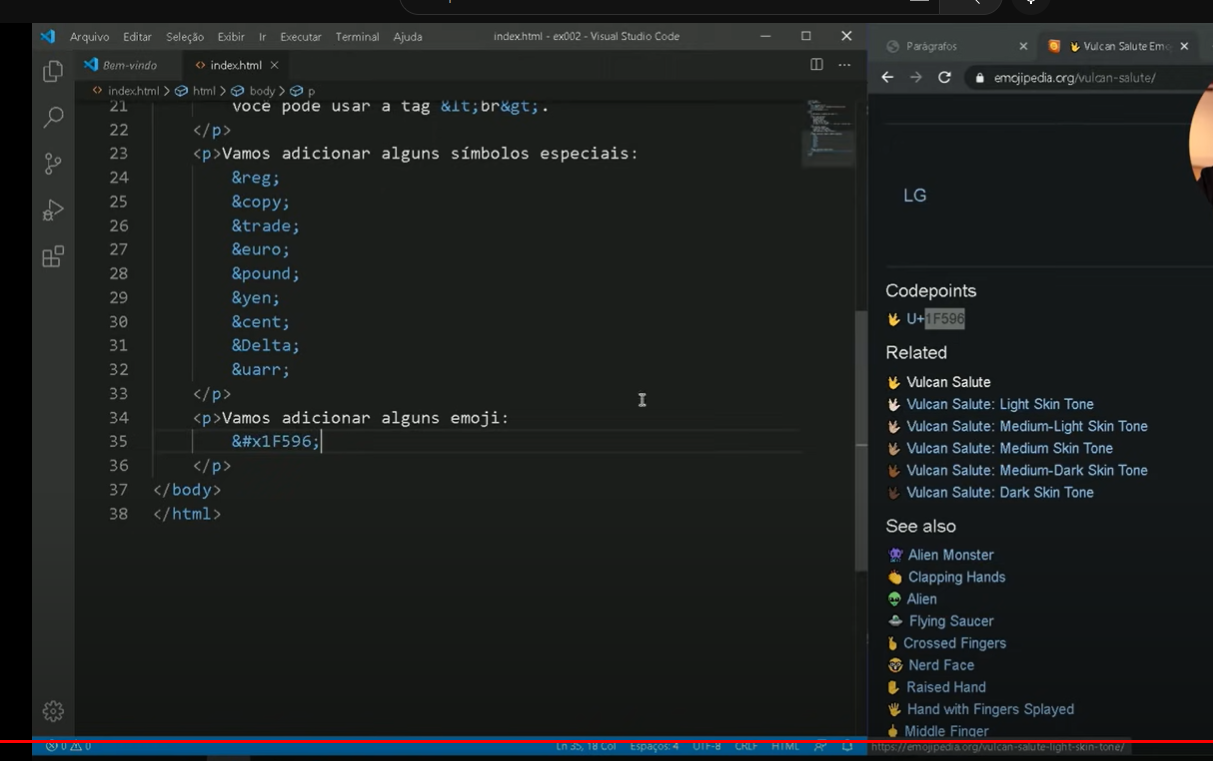 Arquivo Editar Seleção Exibir Ir Executar Terminal Ajuda index.html - ex002 - Visual Studio Code
Bem-vindo index.html
index.html > html > body > p
21 voce pode usar a tag &lt;br&gt;.
22 </p>
23 <p>Vamos adicionar alguns símbolos especiais:
24 &reg;
25 &copy;
26 &trade;
27 &euro;
28 &pound;
29 &yen;
30 &cent;
31 &Delta;
32 &uarr;
33 </p>
34 <p>Vamos adicionar alguns emoji:
35 &#x1F596;
36 </p>
37 </body>
38 </html>
0 0 Ln 35, 18 Col Espaços: 4 UTF-8 CRLF HTML
Parágrafos 🖖 Vulcan Salute Emo
emojipedia.org/vulcan-salute/
LG
Codepoints
🖖 U+1F596
Related
🖖 Vulcan Salute
🖖🏻 Vulcan Salute: Light Skin Tone
🖖🏼 Vulcan Salute: Medium-Light Skin Tone
🖖🏽 Vulcan Salute: Medium Skin Tone
🖖🏾 Vulcan Salute: Medium-Dark Skin Tone
🖖🏿 Vulcan Salute: Dark Skin Tone
See also
👾 Alien Monster
👏 Clapping Hands
👽 Alien
🛸 Flying Saucer
🤞 Crossed Fingers
🤓 Nerd Face
✋ Raised Hand
🖐 Hand with Fingers Splayed
🖕 Middle Finger
https://emojipedia.org/vulcan-salute-light-skin-tone/